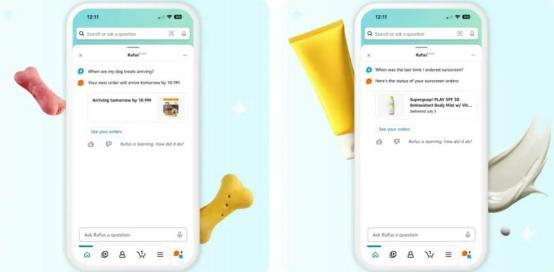 12:11
Search or ask a question
Rufus
When are my dog treats arriving?
Your next order will arrive tomorrow by 10 PM
Arriving tomorrow by 10 PM
See your orders
Rufus is learning. How did it do?
Ask Rufus a question
12:11
Search or ask a question
Rufus
When was the last time I ordered sunscreen?
Here's the status of your sunscreen orders:
Supergoop! PLAY SPF 50
Antioxidant Body Mist w/ Vit...
Delivered July 5
See your orders
Rufus is learning. How did it do?
Ask Rufus a question